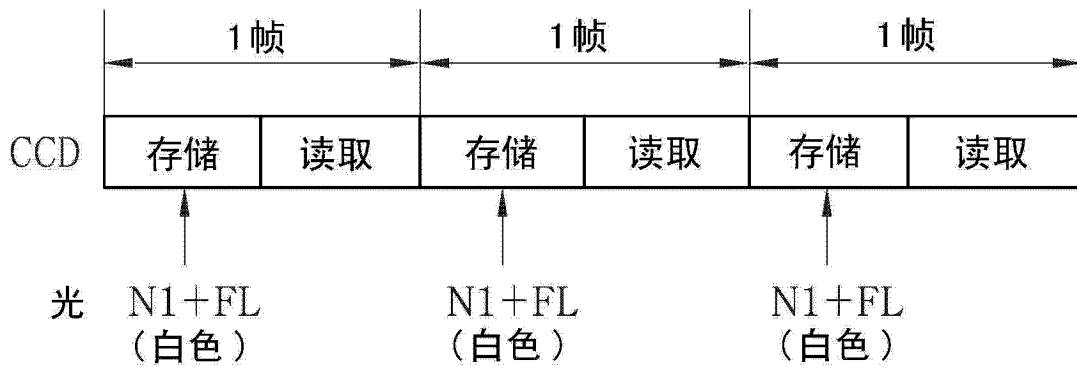 1帧 1帧 1帧
CCD 存储 读取 存储 读取 存储 读取
光 N1+FL N1+FL N1+FL
(白色) (白色) (白色)